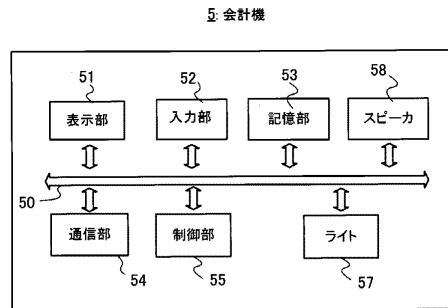 5: 会計機
51
52
53
58
表示部
入力部
記憶部
スピーカ
50
通信部
制御部
ライト
54
55
57